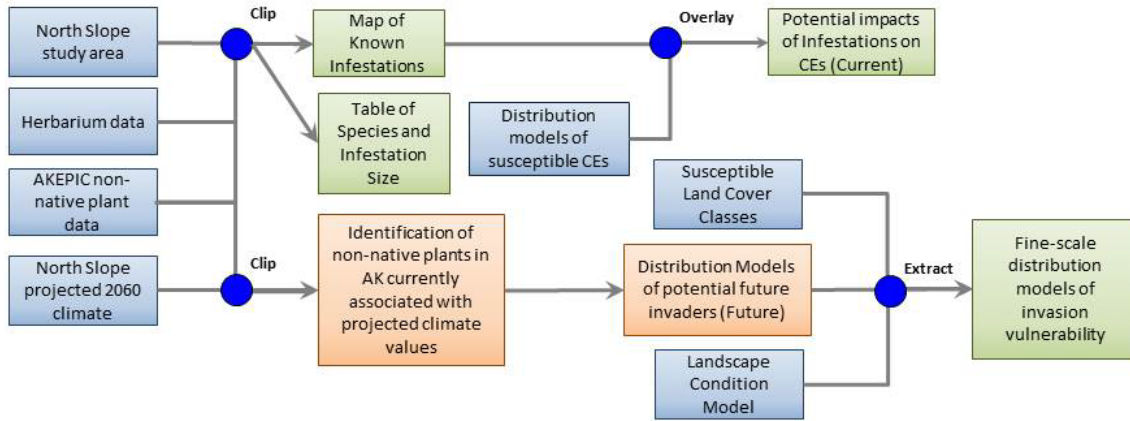 North Slope
study area
Clip
Map of
Known
Infestations
Overlay
Potential impacts
of Infestations on
CEs (Current)
Herbarium data
Table of
Species and
Infestation
Size
Distribution
models of
susceptible CEs
AKEPIC non-
native plant
data
Susceptible
Land Cover
Classes
North Slope
projected 2060
climate
Clip
Identification of
non-native plants in
AK currently
associated with
projected climate
values
Distribution Models
of potential future
invaders (Future)
Extract
Fine-scale
distribution
models of
invasion
vulnerability
Landscape
Condition
Model